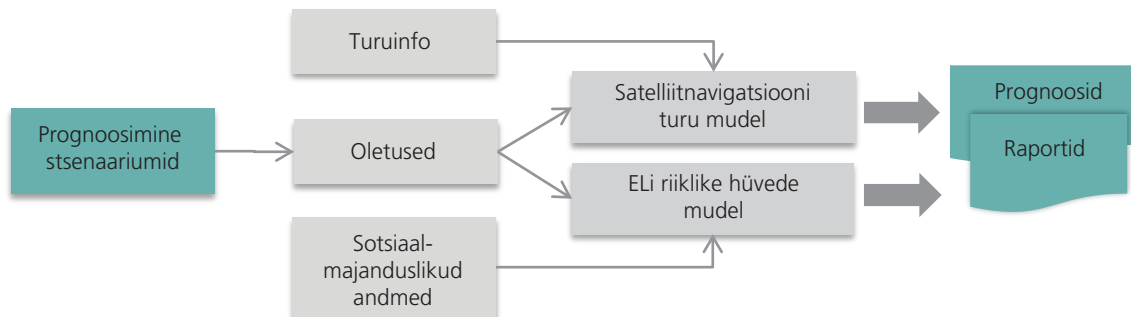 Turuinfo
Satelliitnavigatsiooni
turu mudel
Prognoosid
Prognoosimine
stsenaariumid
Oletused
Raportid
ELi riiklike hüvede
mudel
Sotsiaal-
majanduslikud
andmed